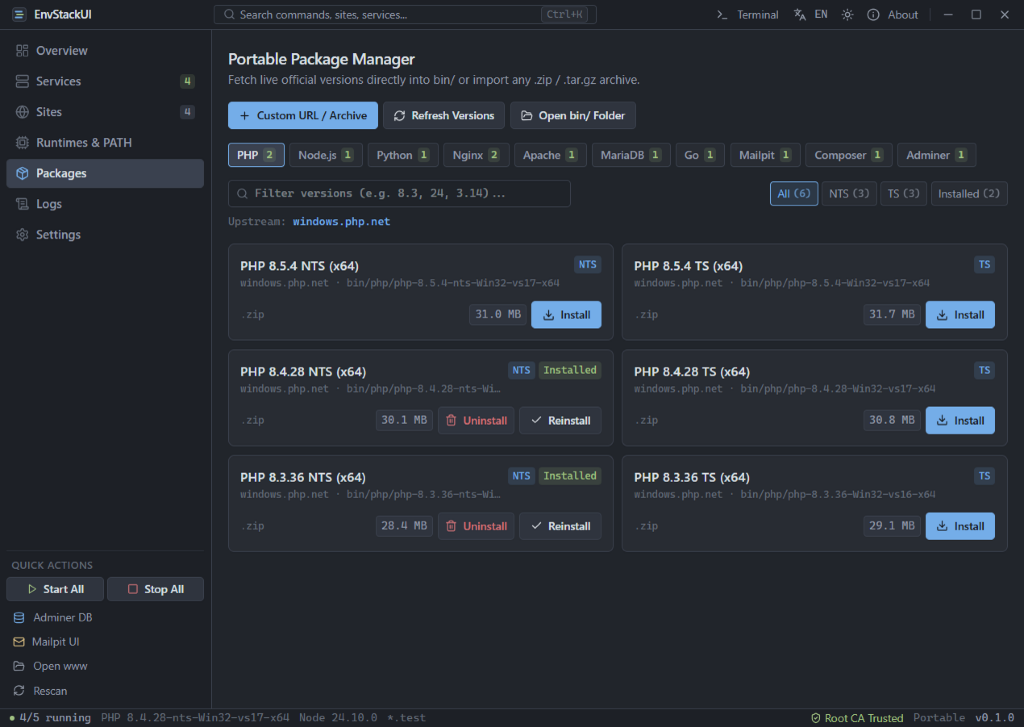 EnvStackUI
Search commands, sites, services...
Ctrl+K
Terminal
EN
About
Overview
Services 4
Sites 4
Runtimes & PATH
Packages
Logs
Settings
Portable Package Manager
Fetch live official versions directly into bin/ or import any .zip / .tar.gz archive.
+ Custom URL / Archive
Refresh Versions
Open bin/ Folder
PHP 2
Node.js 1
Python 1
Nginx 2
Apache 1
MariaDB 1
Go 1
Mailpit 1
Composer 1
Adminer 1
Filter versions (e.g. 8.3, 24, 3.14)...
All (6)
NTS (3)
TS (3)
Installed (2)
Upstream: windows.php.net
PHP 8.5.4 NTS (x64) NTS
windows.php.net · bin/php/php-8.5.4-nts-Win32-vs17-x64
.zip 31.0 MB Install
PHP 8.5.4 TS (x64) TS
windows.php.net · bin/php/php-8.5.4-Win32-vs17-x64
.zip 31.7 MB Install
PHP 8.4.28 NTS (x64) NTS Installed
windows.php.net · bin/php/php-8.4.28-nts-Wi…
.zip 30.1 MB Uninstall Reinstall
PHP 8.4.28 TS (x64) TS
windows.php.net · bin/php/php-8.4.28-Win32-vs17-x64
.zip 30.8 MB Install
PHP 8.3.36 NTS (x64) NTS Installed
windows.php.net · bin/php/php-8.3.36-nts-Wi…
.zip 28.4 MB Uninstall Reinstall
PHP 8.3.36 TS (x64) TS
windows.php.net · bin/php/php-8.3.36-Win32-vs16-x64
.zip 29.1 MB Install
QUICK ACTIONS
Start All
Stop All
Adminer DB
Mailpit UI
Open www
Rescan
4/5 running PHP 8.4.28-nts-Win32-vs17-x64 Node 24.10.0 *.test
Root CA Trusted Portable v0.1.0